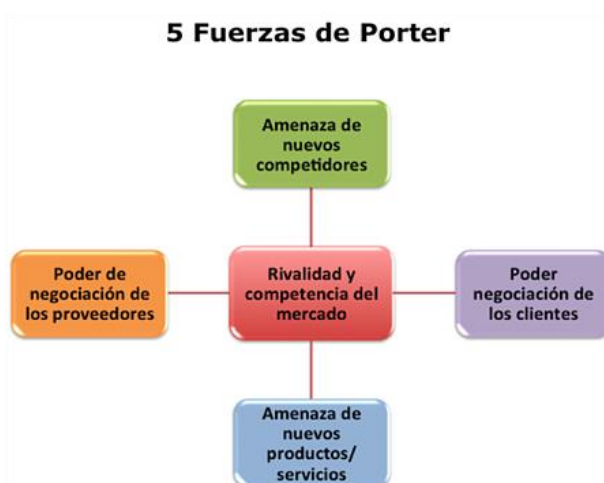 5 Fuerzas de Porter
Amenaza de
nuevos
competidores
Poder de
negociación de
los proveedores
Rivalidad y
competencia del
mercado
Poder
negociación de
los clientes
Amenaza de
nuevos
productos/
servicios